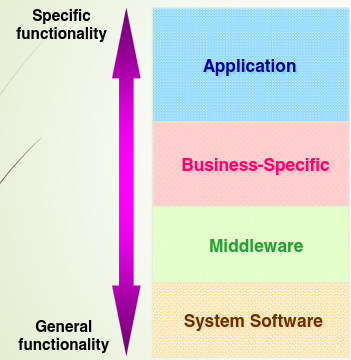 Specific
functionality
Application
Business-Specific
Middleware
System Software
General
functionality